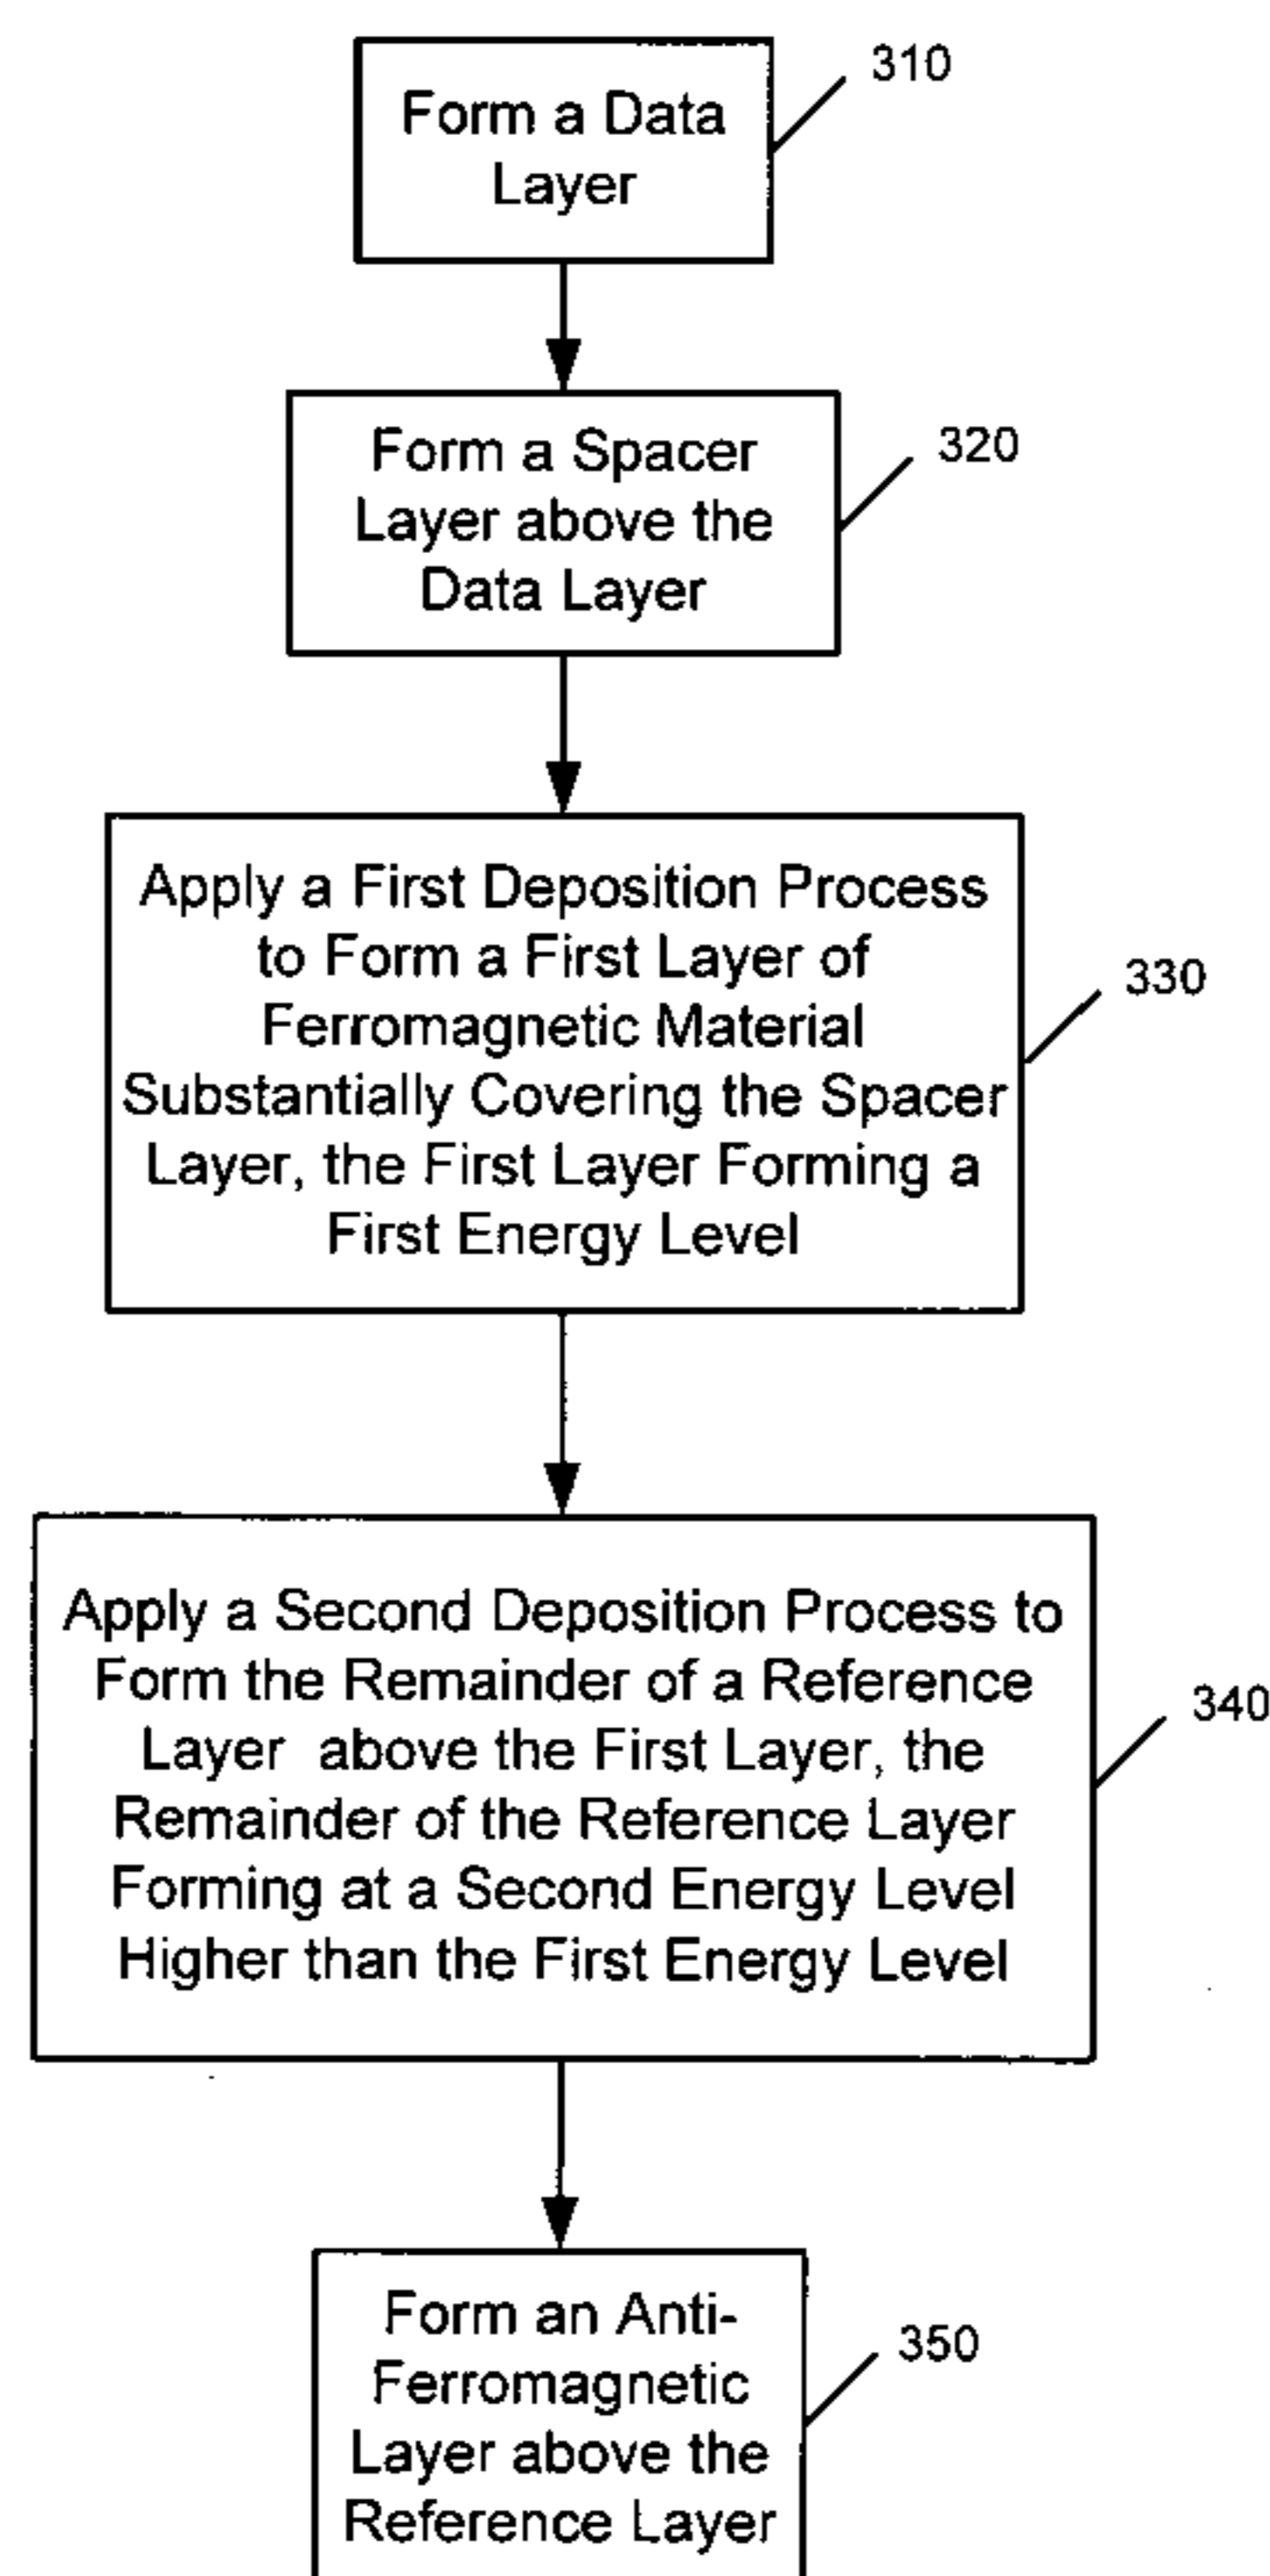 310
Form a Data
Layer
320
Form a Spacer
Layer above the
Data Layer
330
Apply a First Deposition Process
to Form a First Layer of
Ferromagnetic Material
Substantially Covering the Spacer
Layer, the First Layer Forming a
First Energy Level
340
Apply a Second Deposition Process to
Form the Remainder of a Reference
Layer above the First Layer, the
Remainder of the Reference Layer
Forming at a Second Energy Level
Higher than the First Energy Level
350
Form an Anti-
Ferromagnetic
Layer above the
Reference Layer